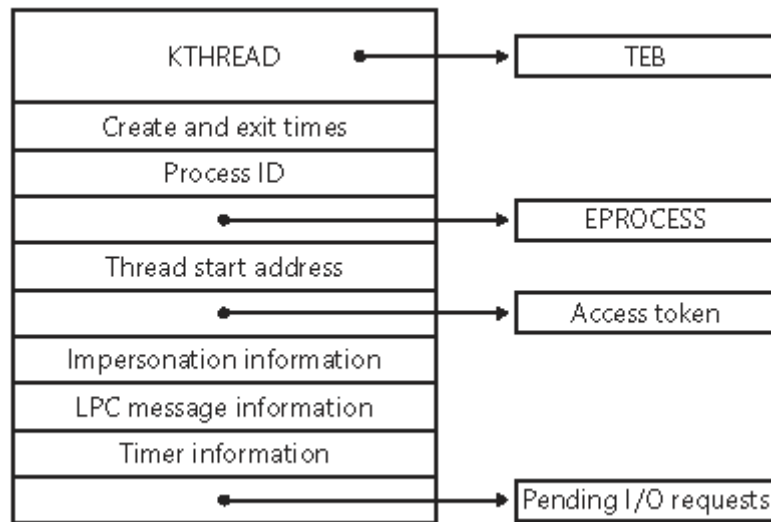 KTHREAD
TEB
Create and exit times
Process ID
EPROCESS
Thread start address
Access token
Impersonation information
LPC message information
Timer information
Pending I/O requests